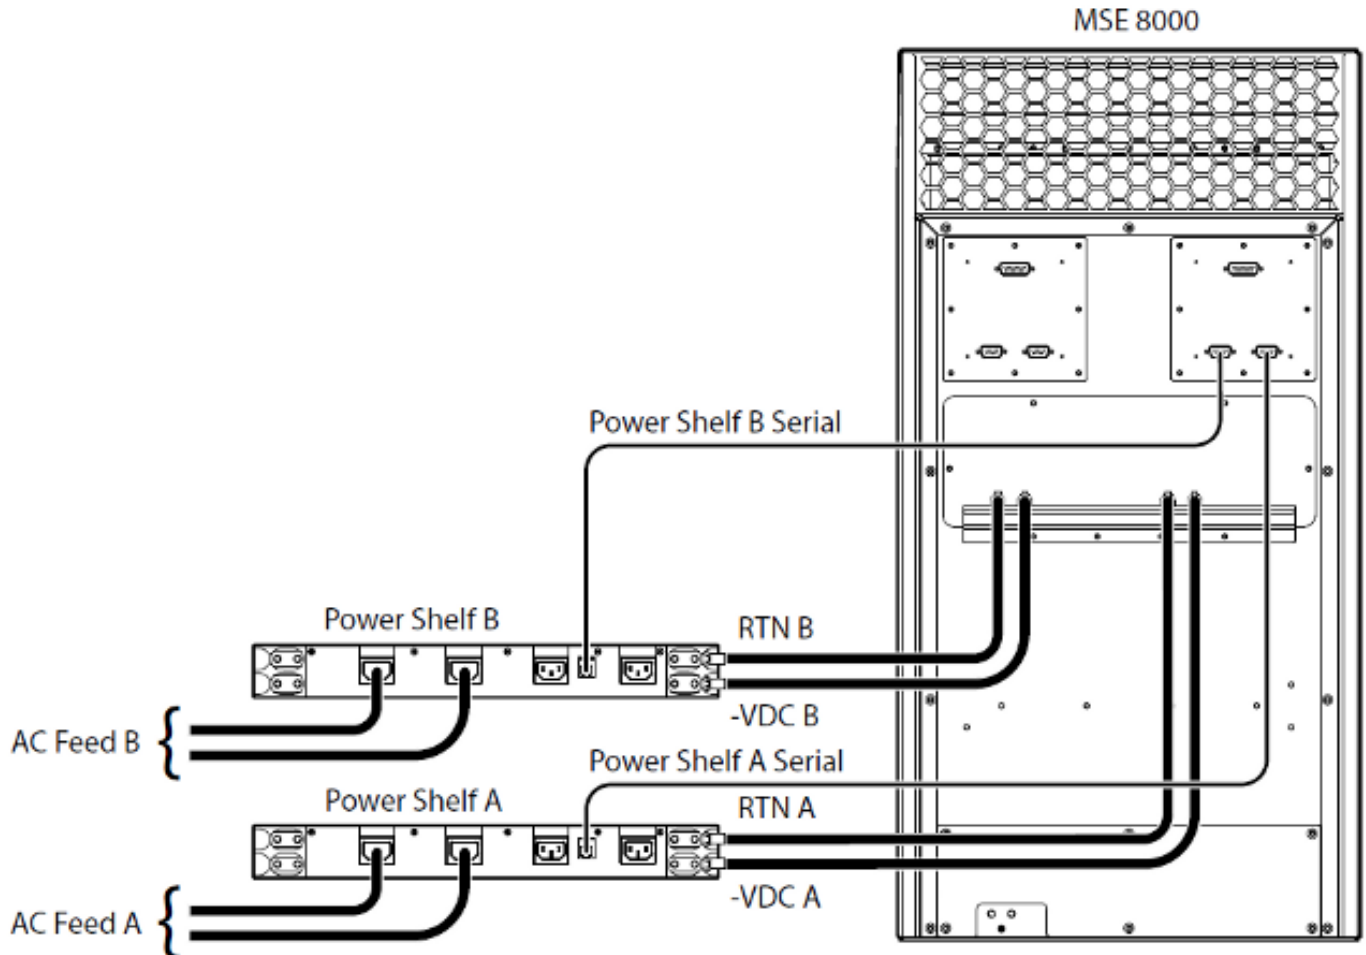 MSE 8000
Power Shelf B Serial
Power Shelf B
RTN B
-VDC B
AC Feed B
Power Shelf A Serial
Power Shelf A
RTN A
-VDC A
AC Feed A